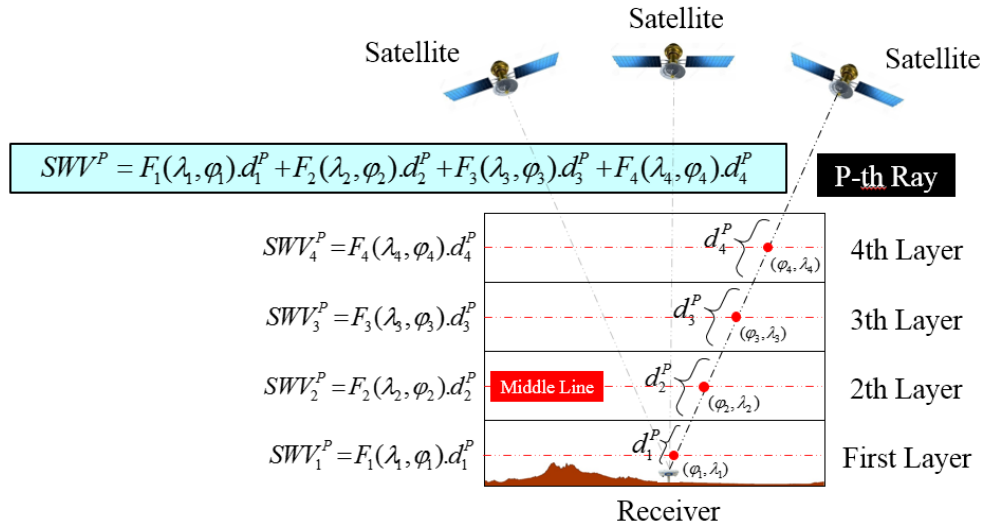 Satellite
Satellite
Satellite
SWV^P = F_1(λ_1,φ_1).d_1^P + F_2(λ_2,φ_2).d_2^P + F_3(λ_3,φ_3).d_3^P + F_4(λ_4,φ_4).d_4^P
P-th Ray
SWV_4^P = F_4(λ_4,φ_4).d_4^P
d_4^P
(φ_4,λ_4)
4th Layer
SWV_3^P = F_3(λ_3,φ_3).d_3^P
d_3^P
(φ_3,λ_3)
3th Layer
SWV_2^P = F_2(λ_2,φ_2).d_2^P
Middle Line
d_2^P
(φ_2,λ_2)
2th Layer
SWV_1^P = F_1(λ_1,φ_1).d_1^P
d_1^P
(φ_1,λ_1)
First Layer
Receiver